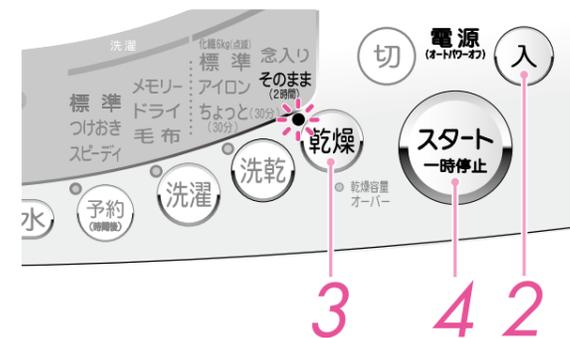 洗濯
標準
つけおき
スピーディ
メモリー
ドライ
毛布
化繊6kg(点滅)
標準
アイロン
ちょっと(30分)
(30分)
念入り
そのまま
(2時間)
電源
(オートパワーオフ)
切
入
スタート
一時停止
乾燥
乾燥容量
オーバー
洗乾
洗濯
予約
(時間後)
水
3
4
2